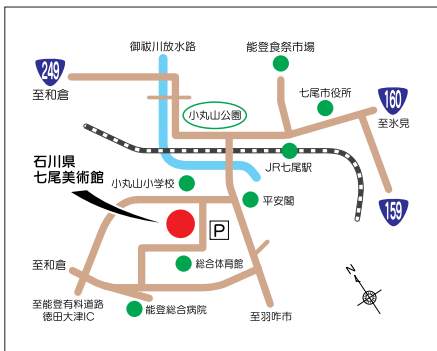 御祓川放水路
能登食祭市場
249
至和倉
七尾市役所
160
小丸山公園
至氷見
石川県
七尾美術館
JR七尾駅
小丸山小学校
平安閣
159
P
至和倉
総合体育館
N
至能登有料道路
徳田大津IC
能登総合病院
至羽咋市